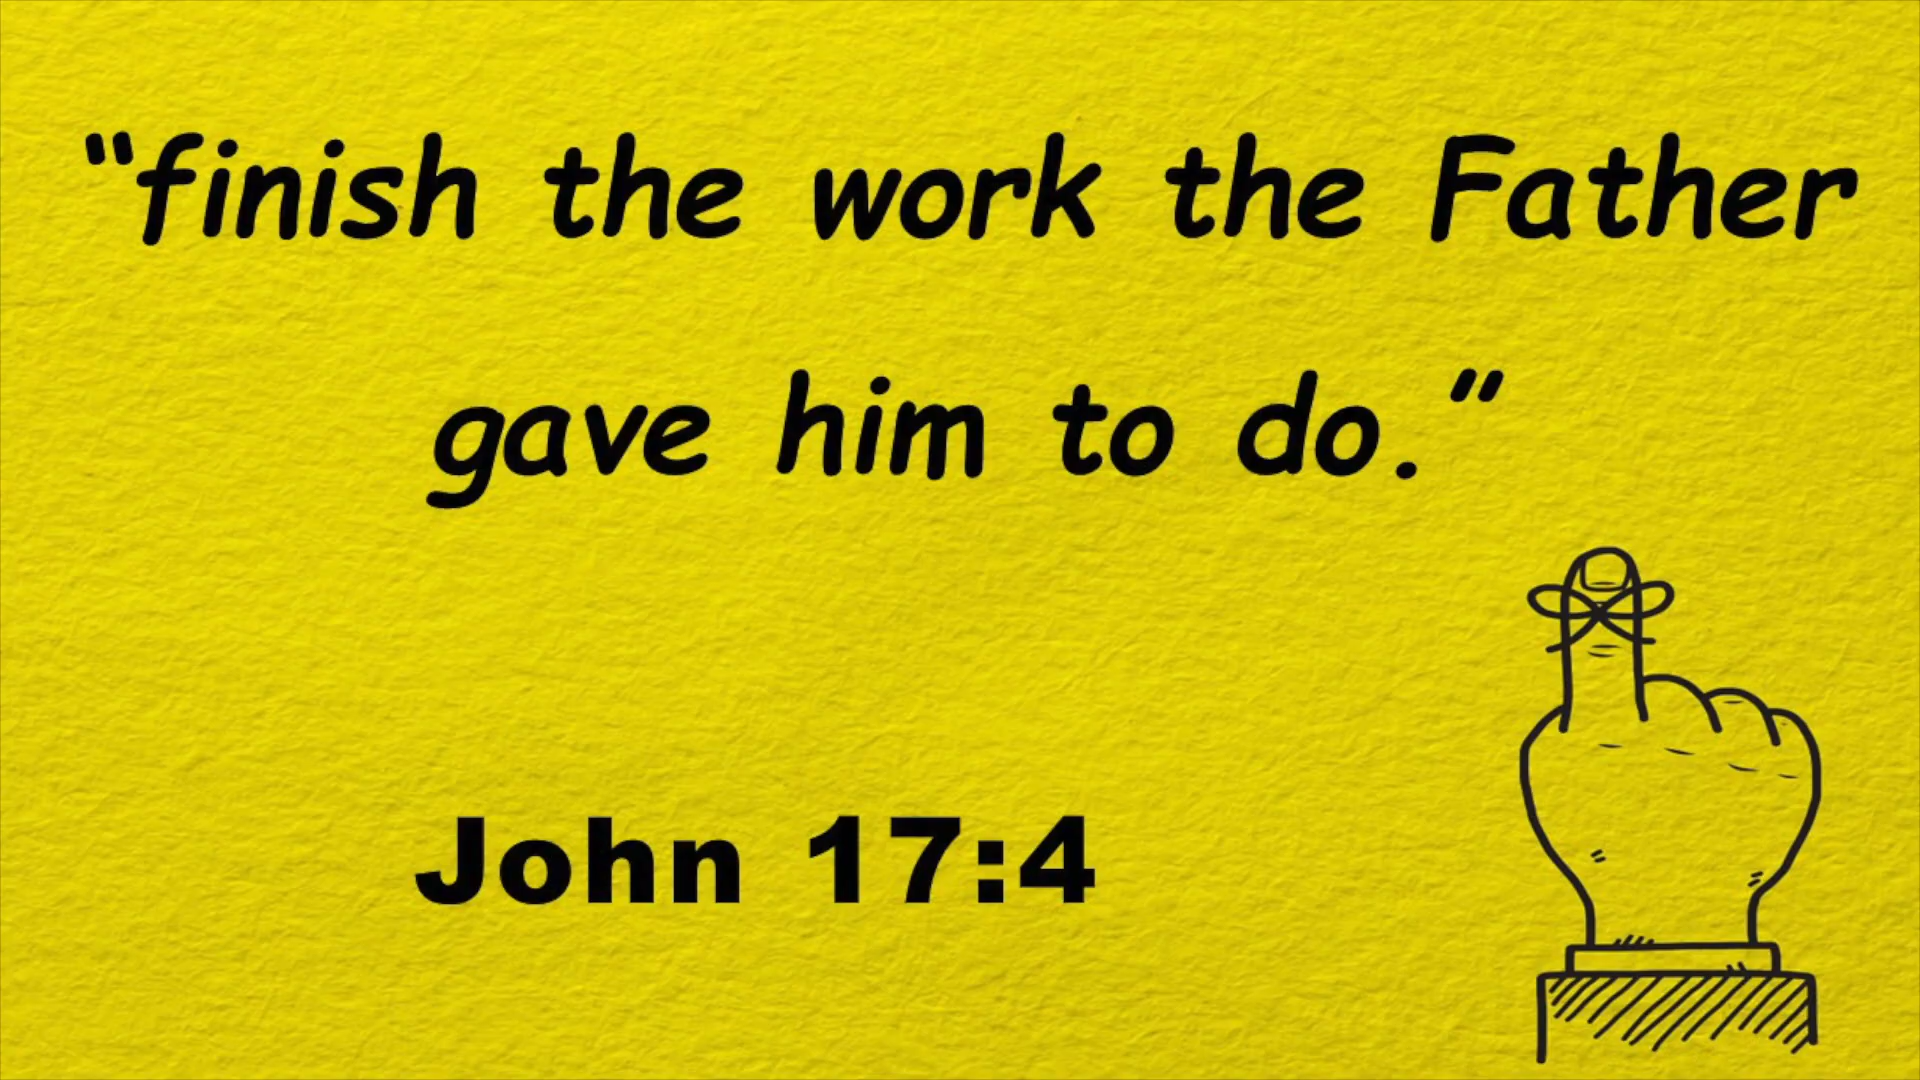 “finish the work the Father
gave him to do.”
John 17:4